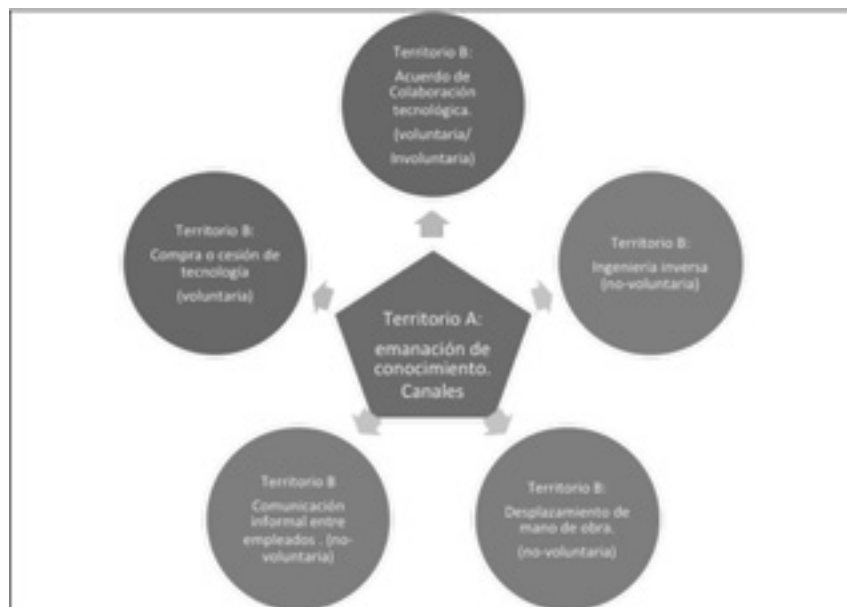 Territorio B:
Acuerdo de
Colaboración
tecnológica.
(voluntaria/
Involuntaria)
Territorio B:
Compra o cesión de
tecnología
(voluntaria)
Territorio B:
Ingeniería inversa
(no-voluntaria)
Territorio A:
emanación de
conocimiento.
Canales
Territorio B
Comunicación
informal entre
empleados . (no-
voluntaria)
Territorio B:
Desplazamiento de
mano de obra.
(no-voluntaria)